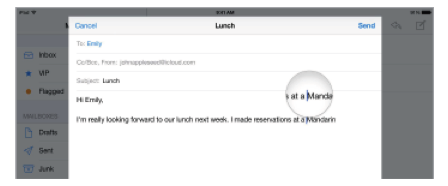 iPad
9:41 AM
Cancel
Lunch
Send
To: Emily
Cc/Bcc, From: johnappleseed@icloud.com
Subject: Lunch
Hi Emily,
s at a Manda
I'm really looking forward to our lunch next week. I made reservations at a Mandarin
Inbox
VIP
Flagged
MAILBOXES
Drafts
Sent
Junk